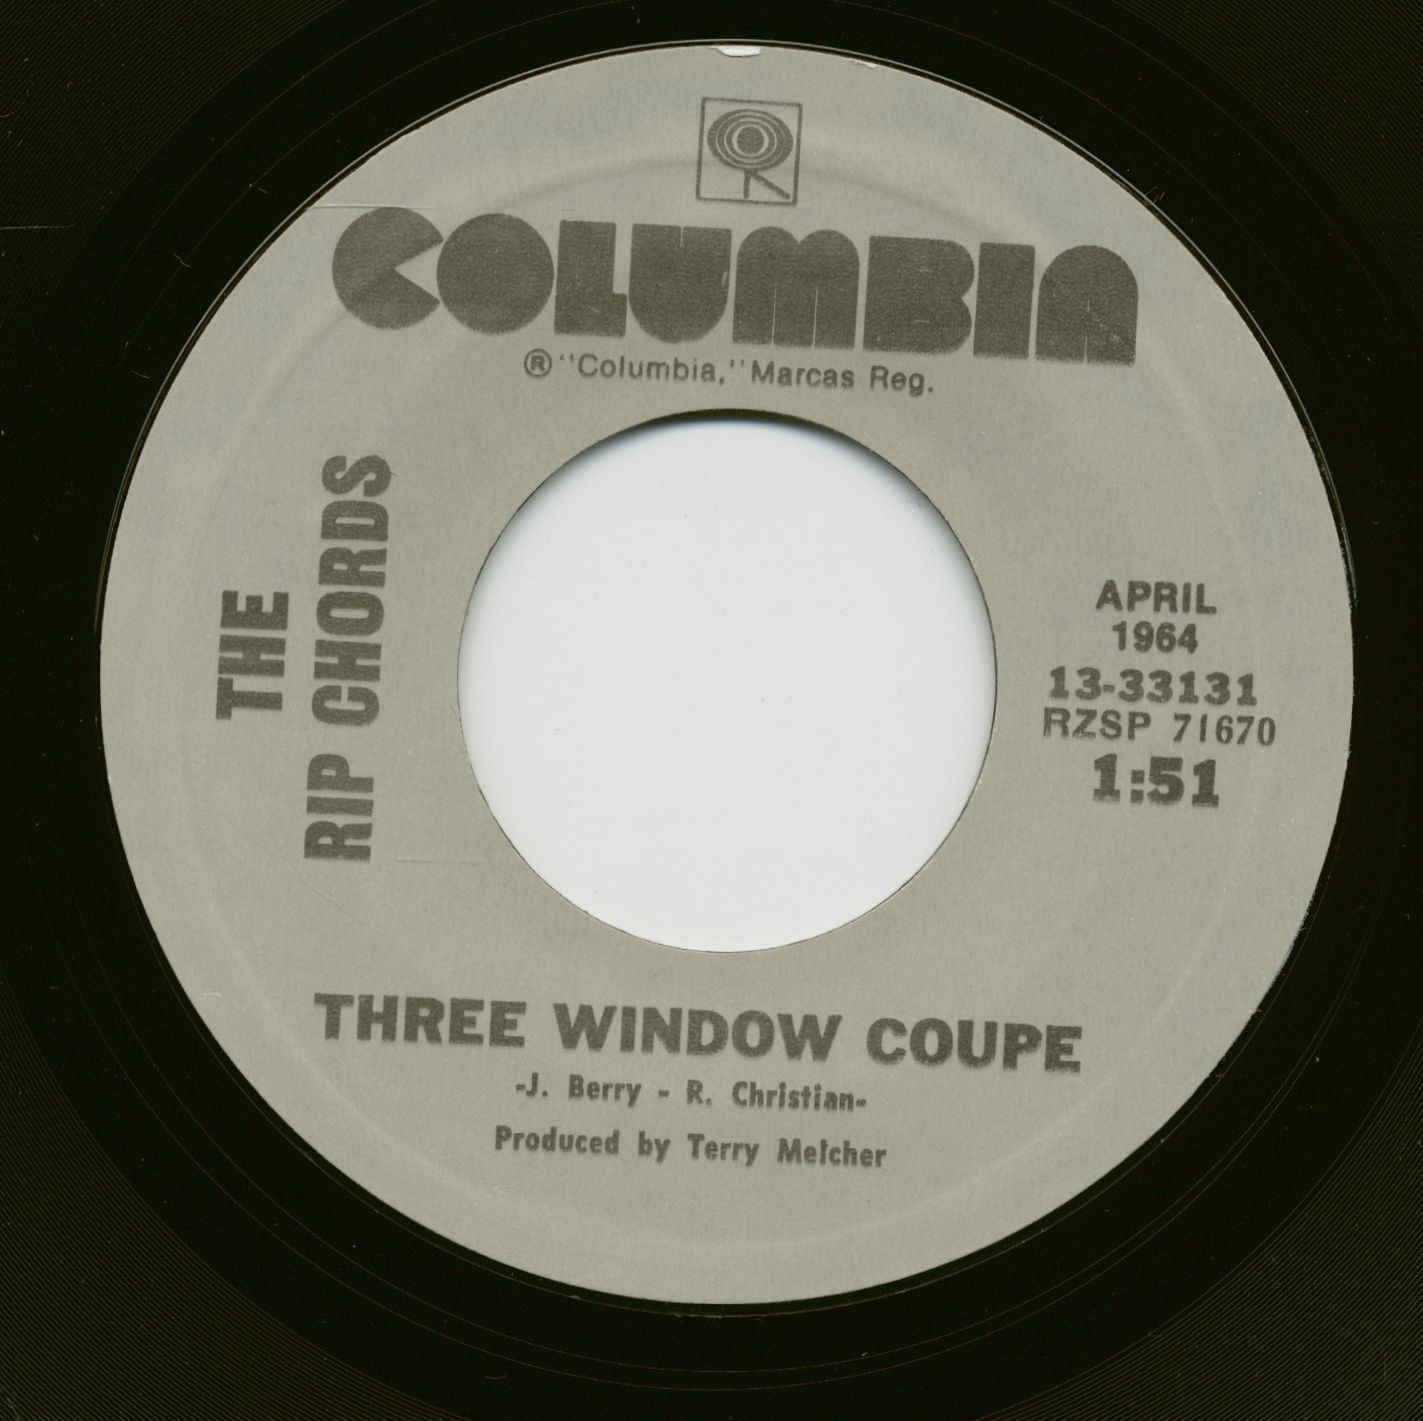 COLUMBIA
® "Columbia," Marcas Reg.
THE
RIP CHORDS
APRIL
1964
13-33131
RZSP 71670
1:51
THREE WINDOW COUPE
-J. Berry - R. Christian-
Produced by Terry Melcher